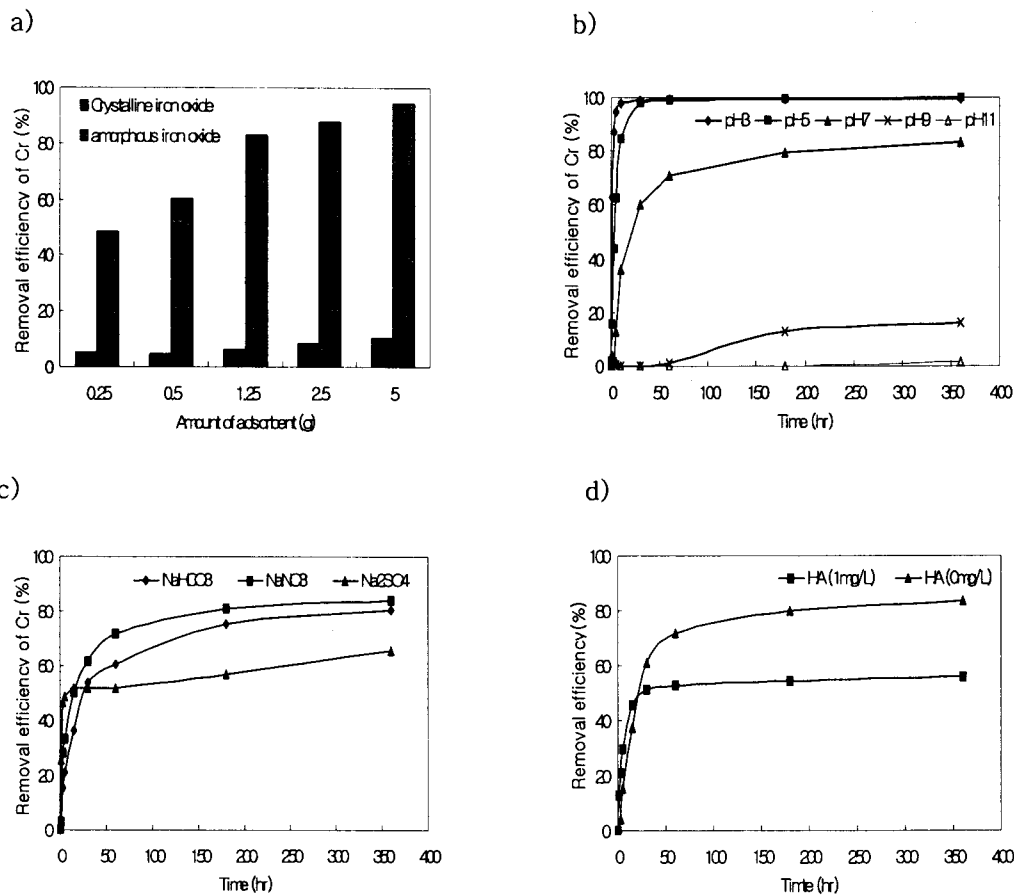 a)
Removal efficiency of Cr (%)
100
80
60
40
20
0
Crystalline iron oxide
amorphous iron oxide
0.25 0.5 1.25 2.5 5
Amount of adsorbent (g)
b)
Removal efficiency of Cr (%)
100
80
60
40
20
0
pH3 pH5 pH7 pH9 pH11
0 50 100 150 200 250 300 350 400
Time (hr)
c)
Removal efficiency of Cr (%)
100
80
60
40
20
0
NaHCO3 NaNO3 Na2SO4
0 50 100 150 200 250 300 350 400
Time (hr)
d)
Removal efficiency (%)
100
80
60
40
20
0
HA (1mg/L) HA (0mg/L)
0 50 100 150 200 250 300 350 400
Time (hr)